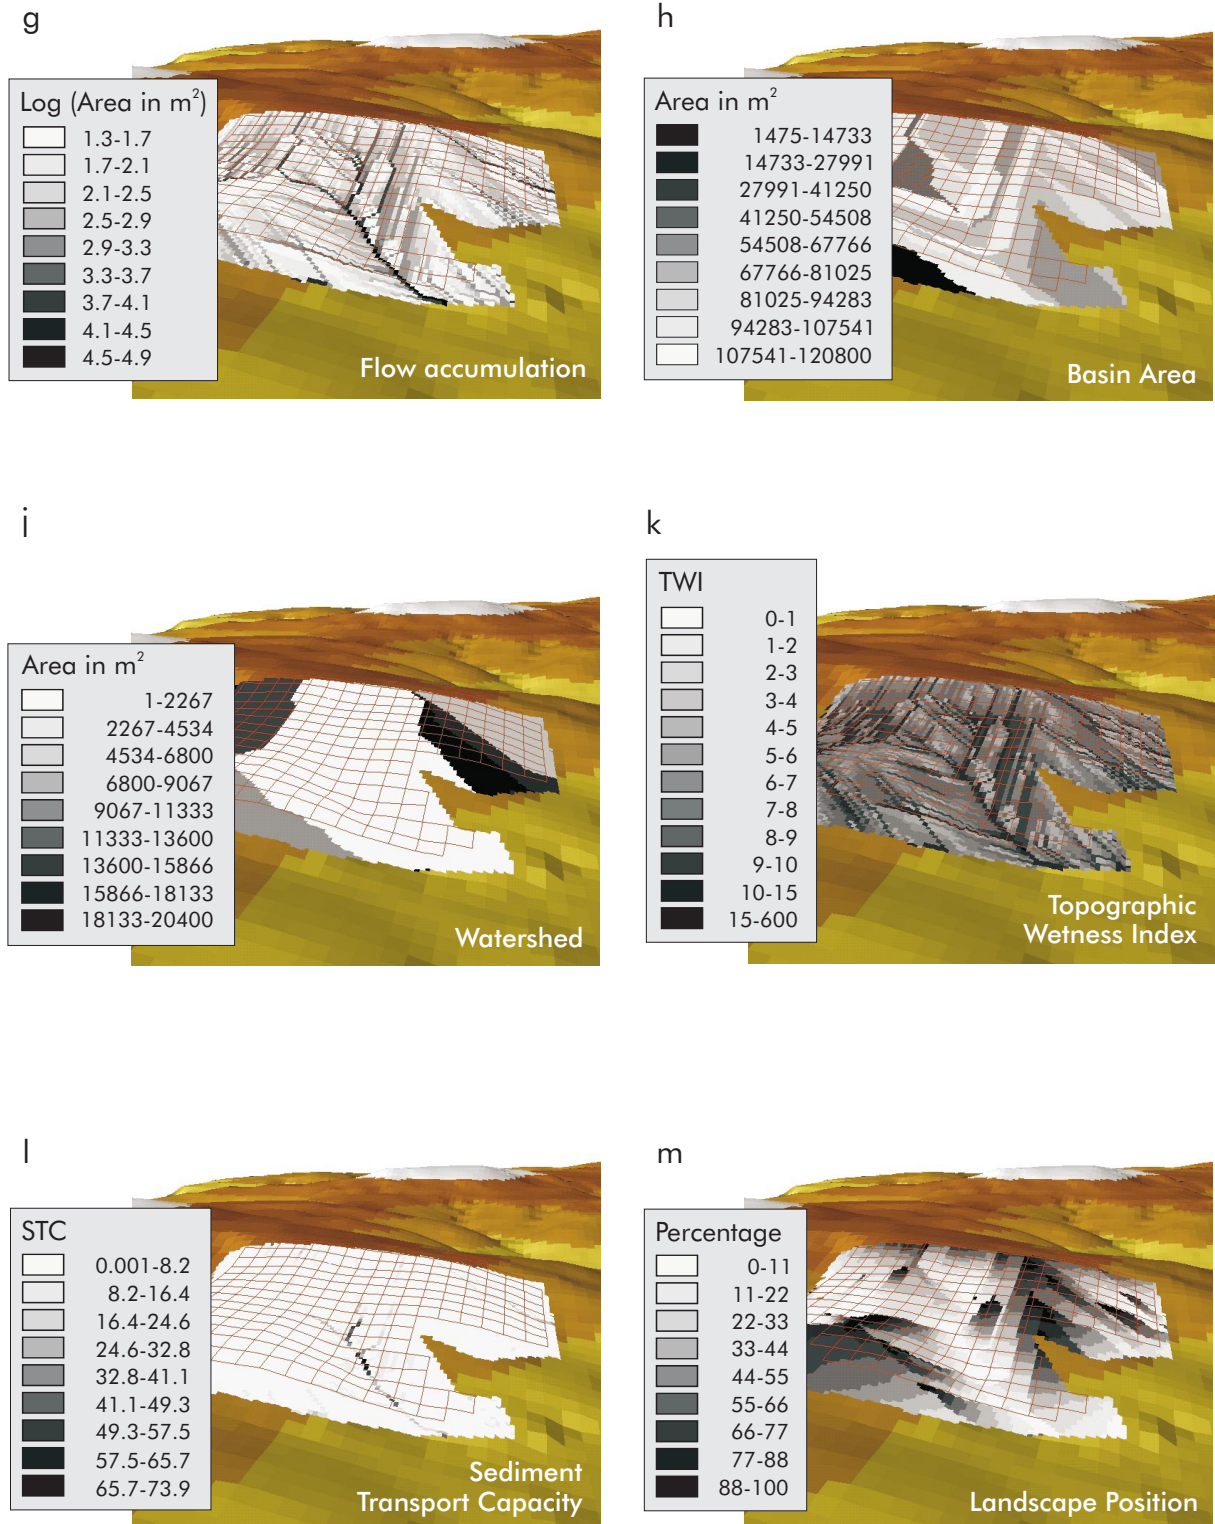 g
Log (Area in m²)
1.3-1.7
1.7-2.1
2.1-2.5
2.5-2.9
2.9-3.3
3.3-3.7
3.7-4.1
4.1-4.5
4.5-4.9
Flow accumulation
h
Area in m²
1475-14733
14733-27991
27991-41250
41250-54508
54508-67766
67766-81025
81025-94283
94283-107541
107541-120800
Basin Area
j
Area in m²
1-2267
2267-4534
4534-6800
6800-9067
9067-11333
11333-13600
13600-15866
15866-18133
18133-20400
Watershed
k
TWI
0-1
1-2
2-3
3-4
4-5
5-6
6-7
7-8
8-9
9-10
10-15
15-600
Topographic
Wetness Index
l
STC
0.001-8.2
8.2-16.4
16.4-24.6
24.6-32.8
32.8-41.1
41.1-49.3
49.3-57.5
57.5-65.7
65.7-73.9
Sediment
Transport Capacity
m
Percentage
0-11
11-22
22-33
33-44
44-55
55-66
66-77
77-88
88-100
Landscape Position